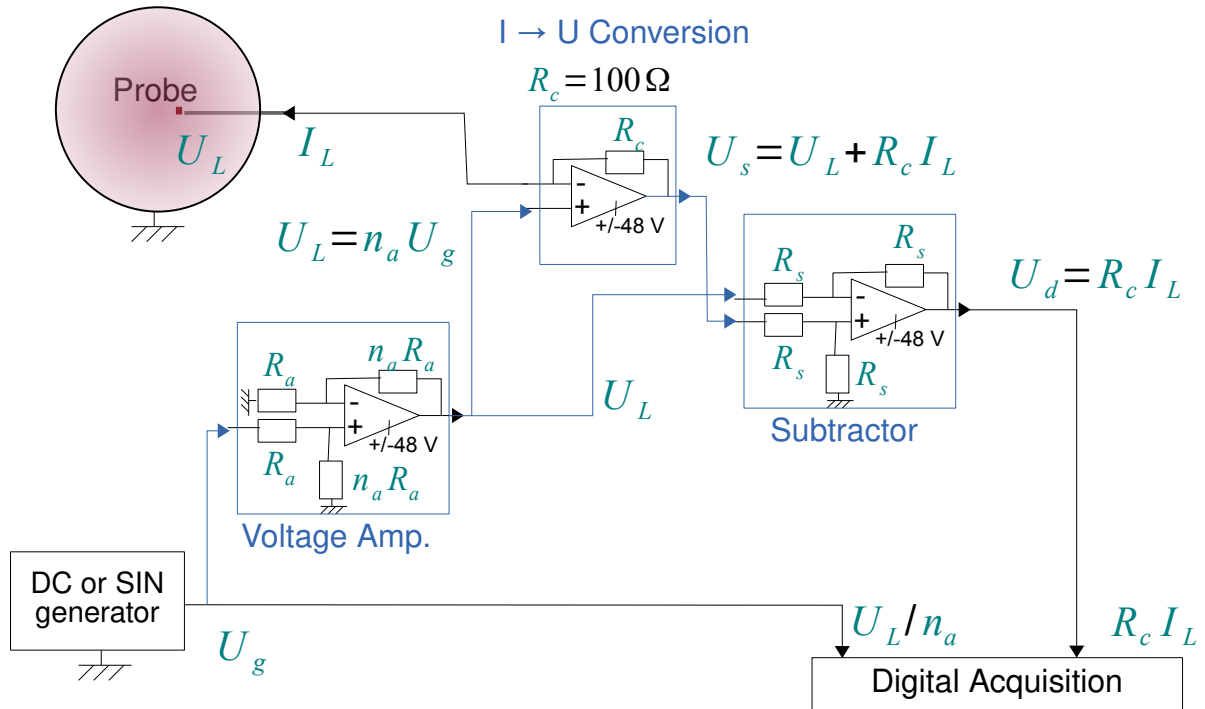 I → U Conversion
R_c = 100 Ω
Probe
U_L
I_L
R_c
-
+
+/-48 V
U_s = U_L + R_c I_L
U_L = n_a U_g
R_s
R_s
-
+
+/-48 V
R_s
R_s
U_d = R_c I_L
Subtractor
n_a R_a
R_a
-
+
+/-48 V
R_a
n_a R_a
U_L
Voltage Amp.
DC or SIN
generator
U_g
U_L / n_a
R_c I_L
Digital Acquisition